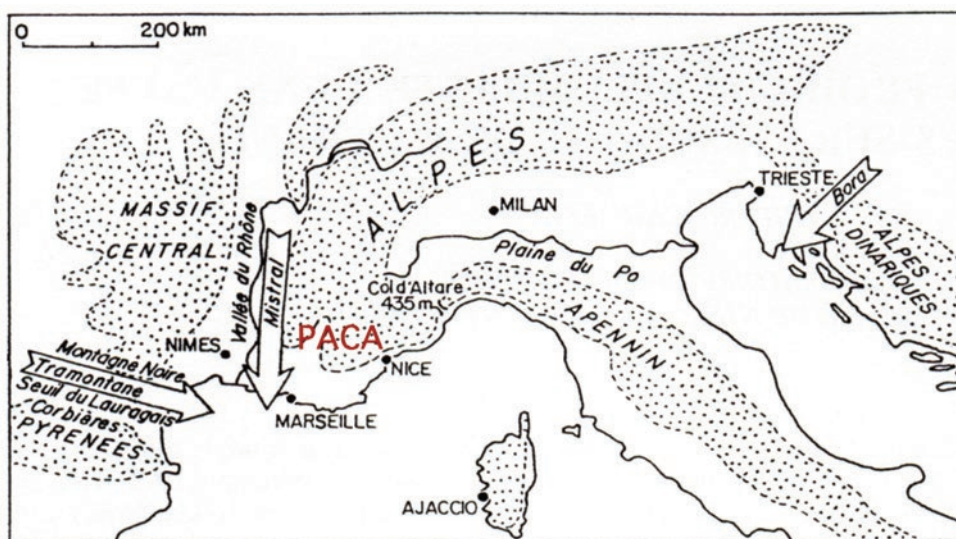 0 200 km
ALPES
MASSIF
CENTRAL
Vallée du Rhône
Mistral
MILAN
TRIESTE
Bora
ALPES
DINARIQUES
Plaine du Po
Col d'Altare
435 m
APENNIN
PACA
NIMES
NICE
MARSEILLE
Montagne Noire
Tramontane
Seuil du Lauragais
Corbières
PYRENEES
AJACCIO